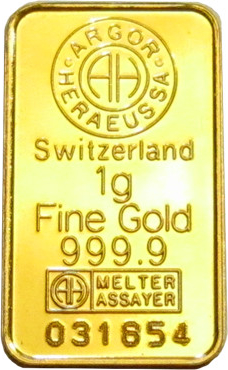 ARGOR
HERAEUS SA
AH
Switzerland
1g
Fine Gold
999.9
AH MELTER
ASSAYER
031654